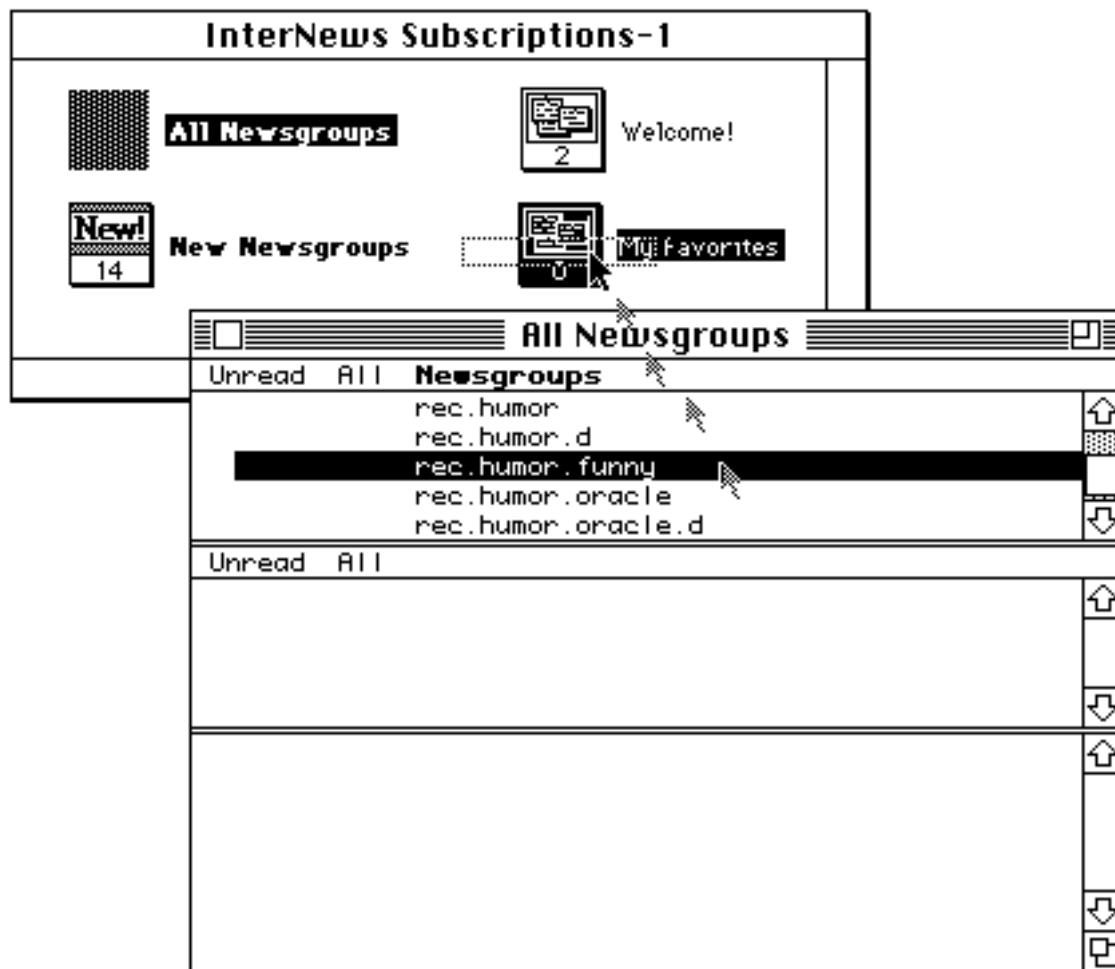 InterNews Subscriptions-1
All Newsgroups
Welcome!
2
New!
New Newsgroups
14
My Favorites
0
All Newsgroups
Unread All Newsgroups
rec.humor
rec.humor.d
rec.humor.funny
rec.humor.oracle
rec.humor.oracle.d
Unread All